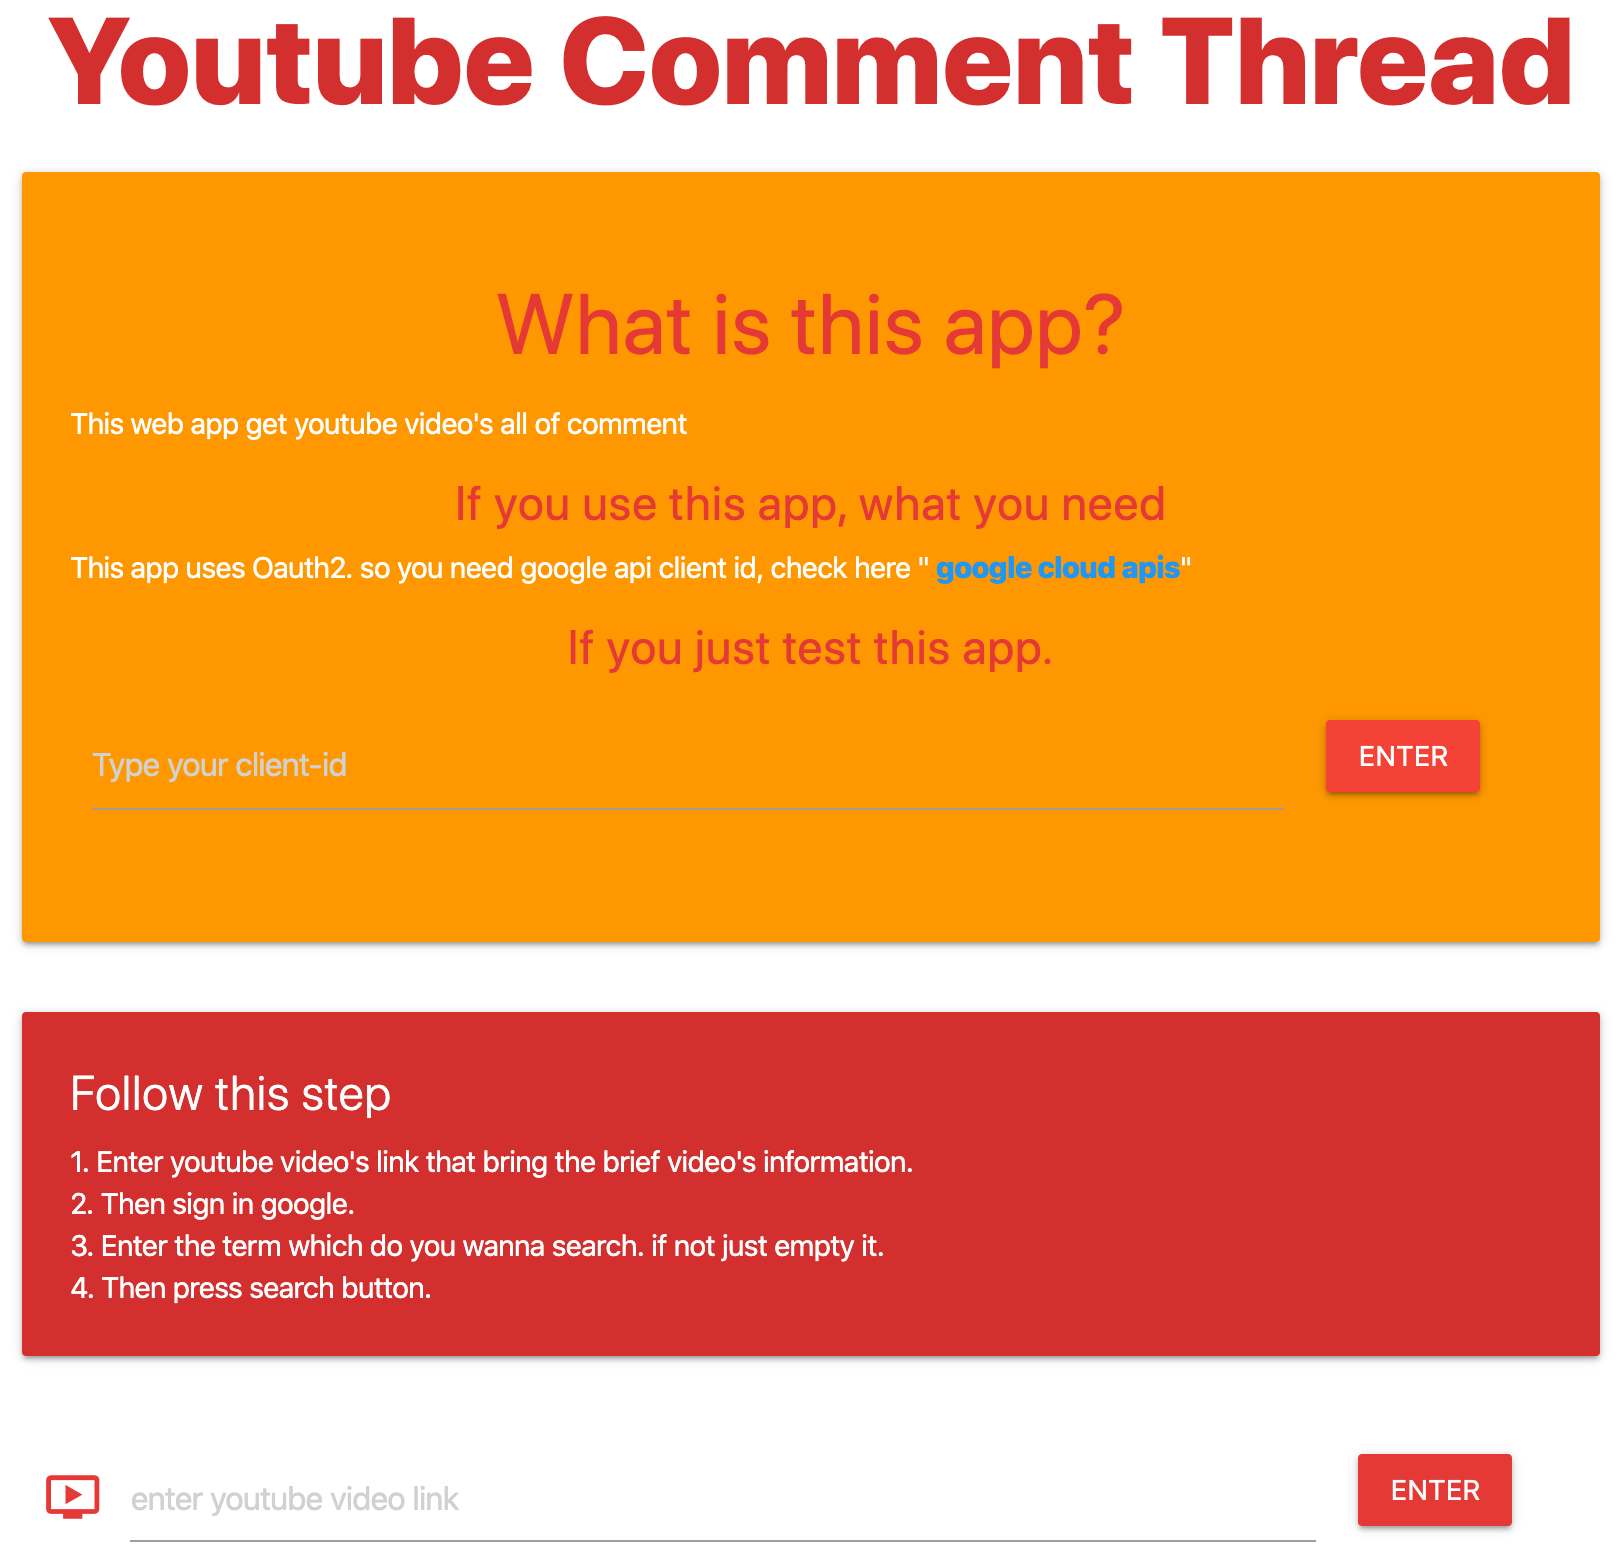 Youtube Comment Thread
What is this app?
This web app get youtube video's all of comment
If you use this app, what you need
This app uses Oauth2. so you need google api client id, check here " google cloud apis"
If you just test this app.
Type your client-id
ENTER
Follow this step
1. Enter youtube video's link that bring the brief video's information.
2. Then sign in google.
3. Enter the term which do you wanna search. if not just empty it.
4. Then press search button.
enter youtube video link
ENTER